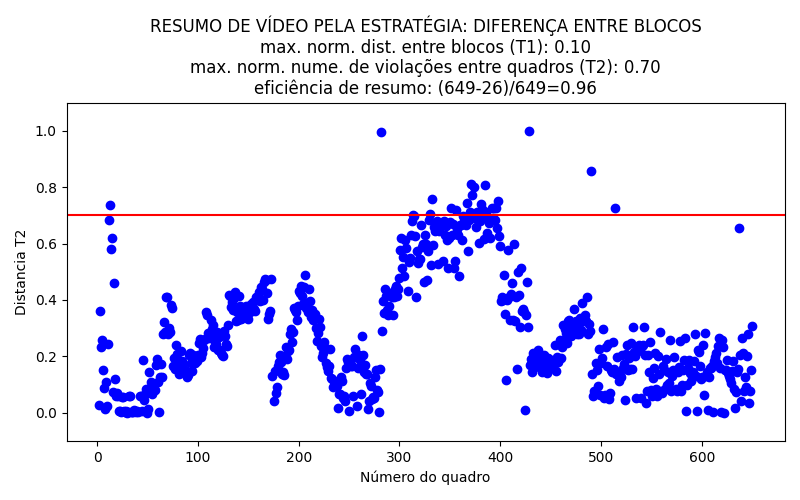 RESUMO DE VÍDEO PELA ESTRATÉGIA: DIFERENÇA ENTRE BLOCOS
max. norm. dist. entre blocos (T1): 0.10
max. norm. nume. de violações entre quadros (T2): 0.70
eficiência de resumo: (649-26)/649=0.96
Distancia T2
1.0
0.8
0.6
0.4
0.2
0.0
0 100 200 300 400 500 600
Número do quadro